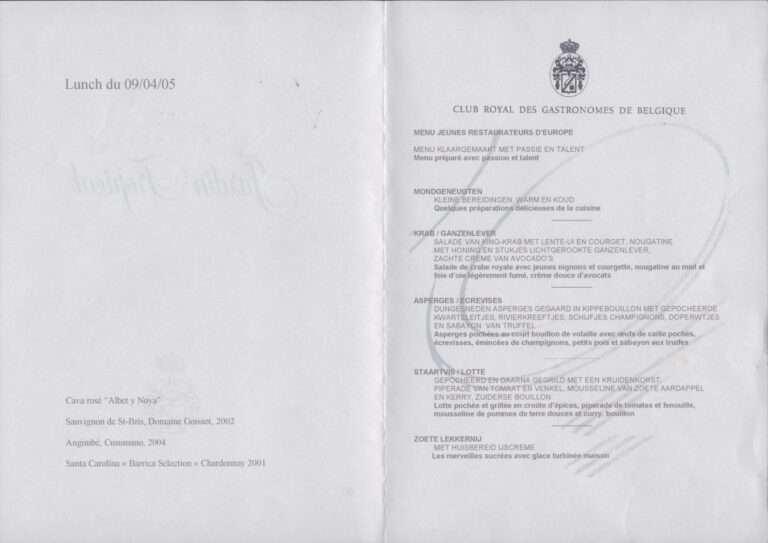 Lunch du 09/04/05
Jardin Tropical
Cava rosé "Albet y Noya"
Sauvignon de St-Bris, Domaine Goissot, 2002
Angimbé, Cusumano, 2004
Santa Carolina « Barrica Selection » Chardonnay 2001
CLUB ROYAL DES GASTRONOMES DE BELGIQUE
MENU JEUNES RESTAURATEURS D'EUROPE
MENU KLAARGEMAAKT MET PASSIE EN TALENT
Menu préparé avec passion et talent
MONDGENEUGTEN
KLEINE BEREIDINGEN, WARM EN KOUD
Quelques préparations délicieuses de la cuisine
KRAB / GANZENLEVER
SALADE VAN KING-KRAB MET LENTE-UI EN COURGET, NOUGATINE
MET HONING EN STUKJES LICHTGEROOKTE GANZENLEVER,
ZACHTE CRÈME VAN AVOCADO'S
Salade de crabe royale avec jeunes oignons et courgette, nougatine au miel et
foie d'oie légèrement fumé, crème douce d'avocats
ASPERGES / ECREVISES
DUNGESNEDEN ASPERGES GEGAARD IN KIPPEBOUILLON MET GEPOCHEERDE
KWARTELEITJES, RIVIERKREEFTJES, SCHIJFJES CHAMPIGNONS, DOPERWTJES
EN SABAYON VAN TRUFFEL
Asperges pochées au court bouillon de volaille avec œufs de caille pochés,
écrevisses, émincées de champignons, petits pois et sabayon aux truffes
STAARTVIS / LOTTE
GEPOCHEERD EN DAARNA GEGRILD MET EEN KRUIDENKORST,
PIPERADE VAN TOMAAT EN VENKEL, MOUSSELINE VAN ZOETE AARDAPPEL
EN KERRY, ZUIDERSE BOUILLON
Lotte pochée et grillée en croûte d'épices, piperade de tomates et fenouille,
mousseline de pommes de terre douces et curry, bouillon
ZOETE LEKKERNIJ
MET HUISBEREID IJSCREME
Les merveilles sucrées avec glace turbinée maison